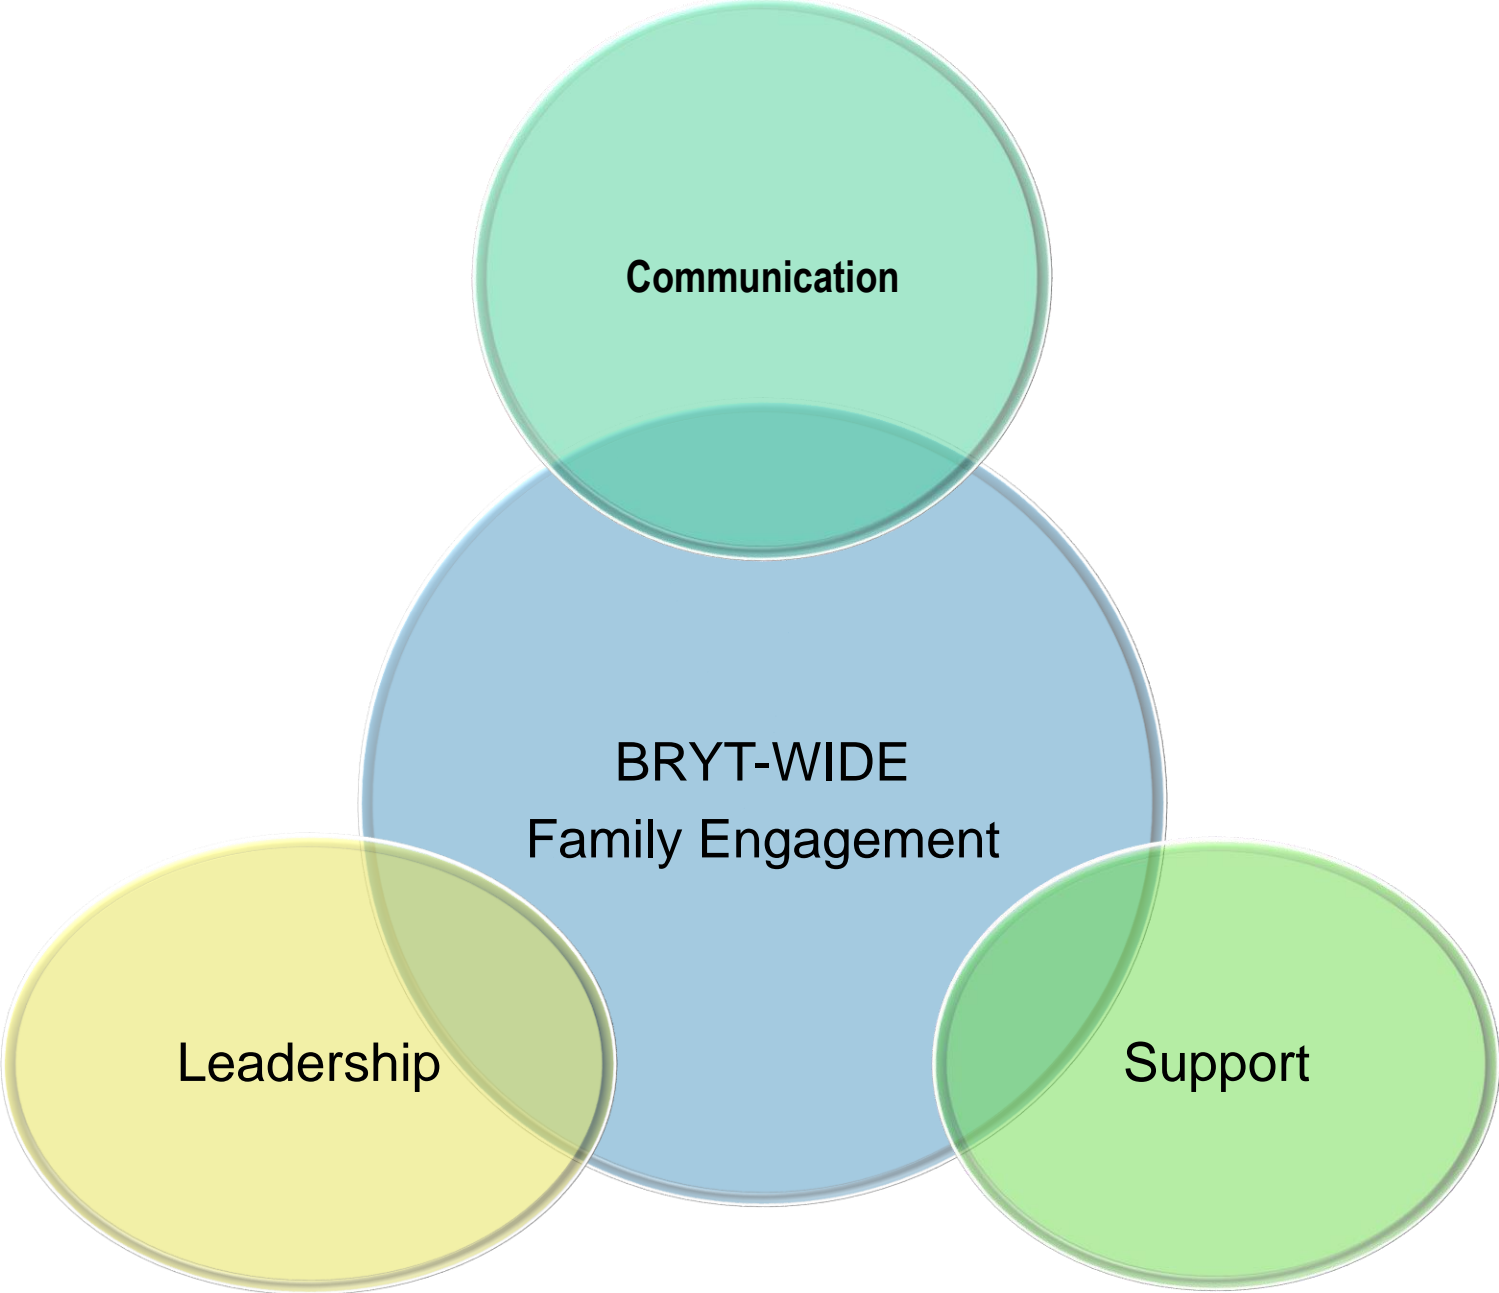 Communication
BRYT-WIDE
Family Engagement
Leadership
Support